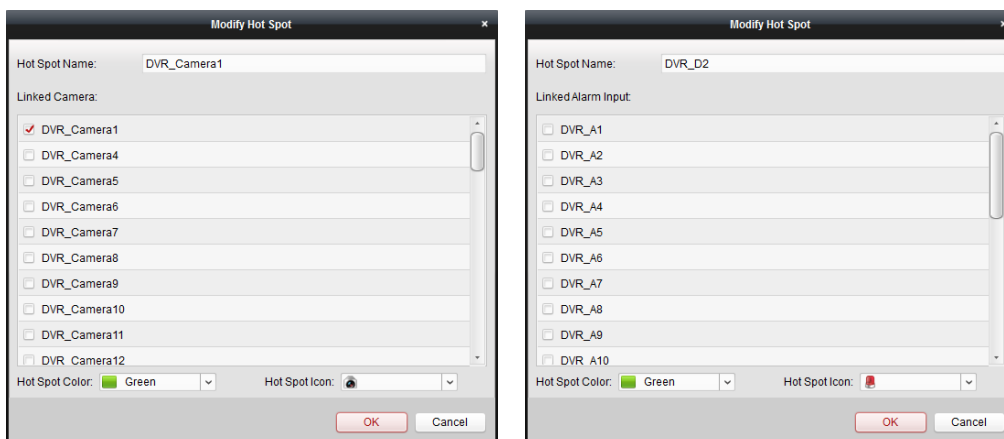 Modify Hot Spot ×
Hot Spot Name: DVR_Camera1
Linked Camera:
DVR_Camera1
DVR_Camera4
DVR_Camera5
DVR_Camera6
DVR_Camera7
DVR_Camera8
DVR_Camera9
DVR_Camera10
DVR_Camera11
DVR_Camera12
Hot Spot Color: Green Hot Spot Icon:
OK Cancel
Modify Hot Spot ×
Hot Spot Name: DVR_D2
Linked Alarm Input:
DVR_A1
DVR_A2
DVR_A3
DVR_A4
DVR_A5
DVR_A6
DVR_A7
DVR_A8
DVR_A9
DVR_A10
Hot Spot Color: Green Hot Spot Icon:
OK Cancel